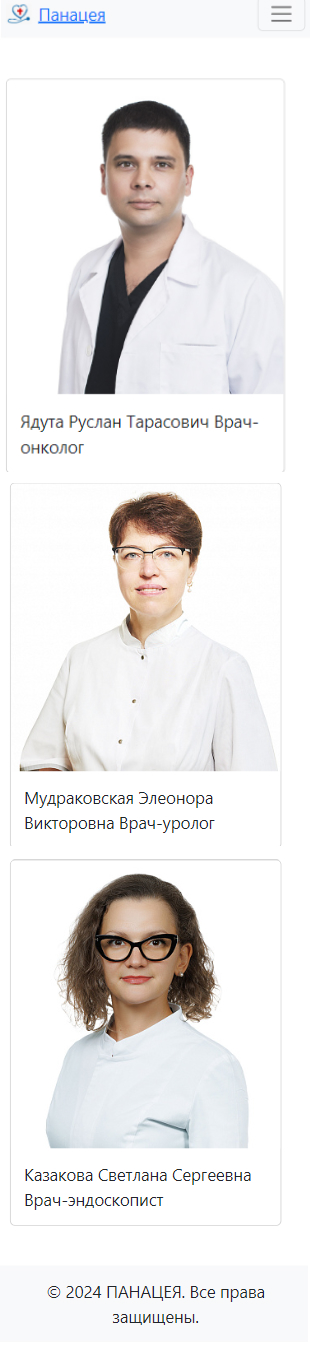 Панацея
Ядута Руслан Тарасович Врач-
онколог
Мудраковская Элеонора
Викторовна Врач-уролог
Казакова Светлана Сергеевна
Врач-эндоскопист
© 2024 ПАНАЦЕЯ. Все права
защищены.